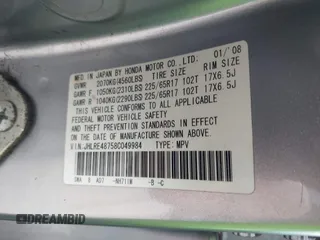 MFD. IN JAPAN BY HONDA MOTOR CO., LTD. 01/'08
GVWR 2070KG(4560LBS) TIRE SIZE RIM SIZE
GAWR F 1050KG(2310LBS) 225/65R17 102T 17X6.5J
GAWR R 1040KG(2290LBS) 225/65R17 102T 17X6.5J
THIS VEHICLE CONFORMS TO ALL APPLICABLE
FEDERAL MOTOR VEHICLE SAFETY AND THEFT
PREVENTION STANDARDS IN EFFECT ON THE DATE
OF MANUFACTURE SHOWN ABOVE.
V.I.N. JHLRE48758C049984 TYPE: MPV
NH711M -B -C
DREAMBID